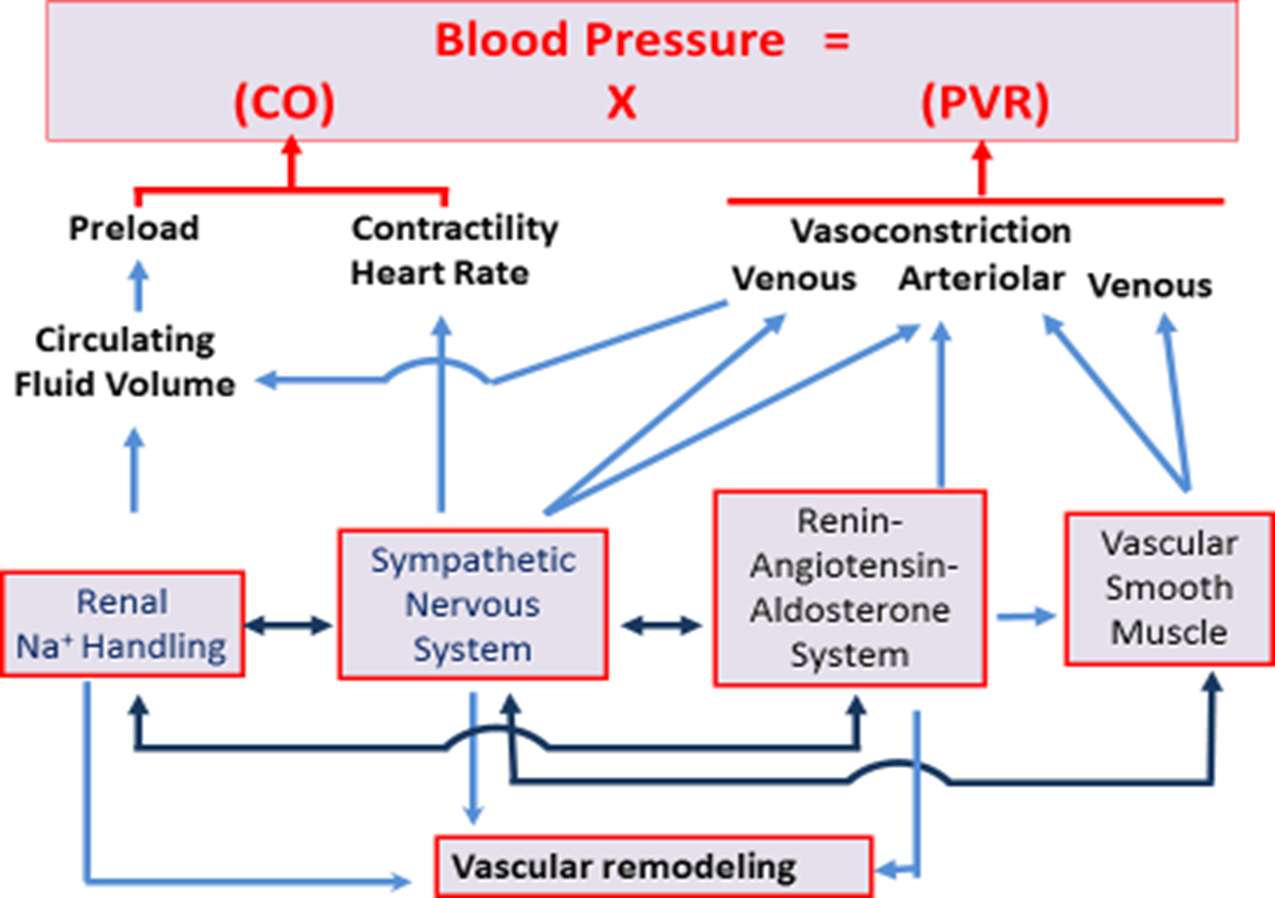 Blood Pressure =
(CO) X (PVR)
Preload
Contractility
Heart Rate
Vasoconstriction
Venous Arteriolar Venous
Circulating
Fluid Volume
Renal
Na⁺ Handling
Sympathetic
Nervous
System
Renin-
Angiotensin-
Aldosterone
System
Vascular
Smooth
Muscle
Vascular remodeling